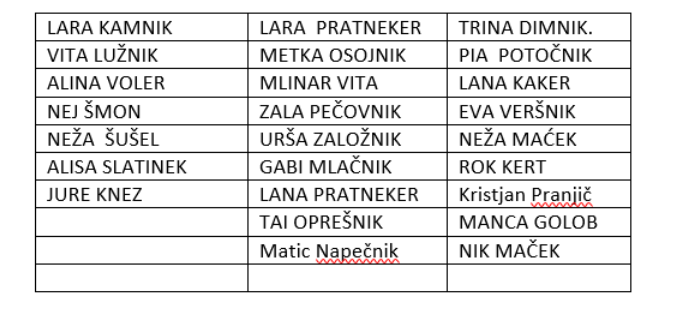 LARA KAMNIK LARA  PRATNEKER TRINA DIMNIK.
VITA LUŽNIK METKA OSOJNIK PIA  POTOČNIK
ALINA VOLER MLINAR VITA LANA KAKER
NEJ ŠMON ZALA PEČOVNIK EVA VERŠNIK
NEŽA  ŠUŠEL URŠA ZALOŽNIK NEŽA MAĆEK
ALISA SLATINEK GABI MLAČNIK ROK KERT
JURE KNEZ LANA PRATNEKER Kristjan Pranjič
TAI OPREŠNIK MANCA GOLOB
Matic Napečnik NIK MAČEK